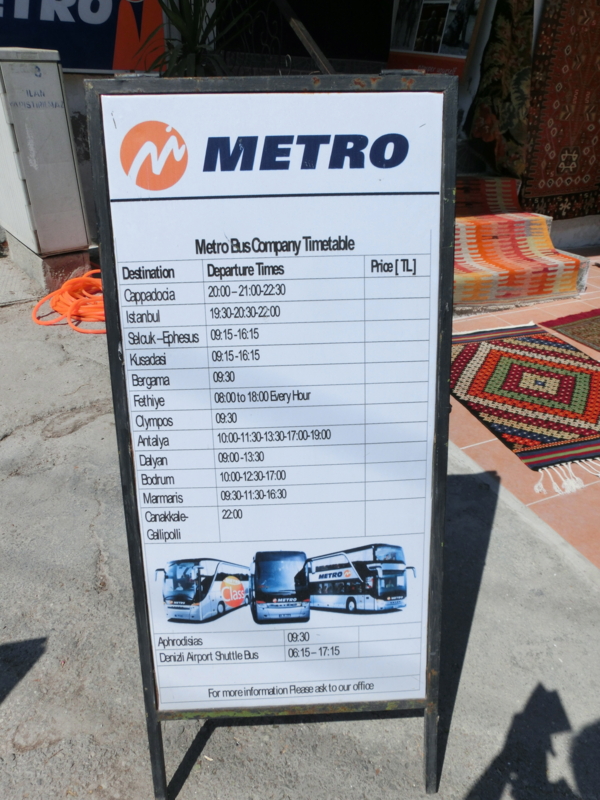 ETRO
METRO
Metro Bus Company Timetable
Destination Departure Times Price [ TL]
Cappadocia 20:00 – 21:00-22:30
Istanbul 19:30-20:30-22:00
Selcuk –Ephesus 09:15 -16:15
Kusadasi 09:15-16:15
Bergama 09:30
Fethiye 08:00 to 18:00 Every Hour
Olympos 09:30
Antalya 10:00-11:30-13:30-17:00-19:00
Dalyan 09:00 -13:30
Bodrum 10:00-12:30-17:00
Marmaris 09:30-11:30-16:30
Canakkale- 22:00
Gallipolli
Class
METRO
METRO
Aphrodisias 09:30
Denizli Airport Shuttle Bus 06:15 – 17:15
For more information Please ask to our office